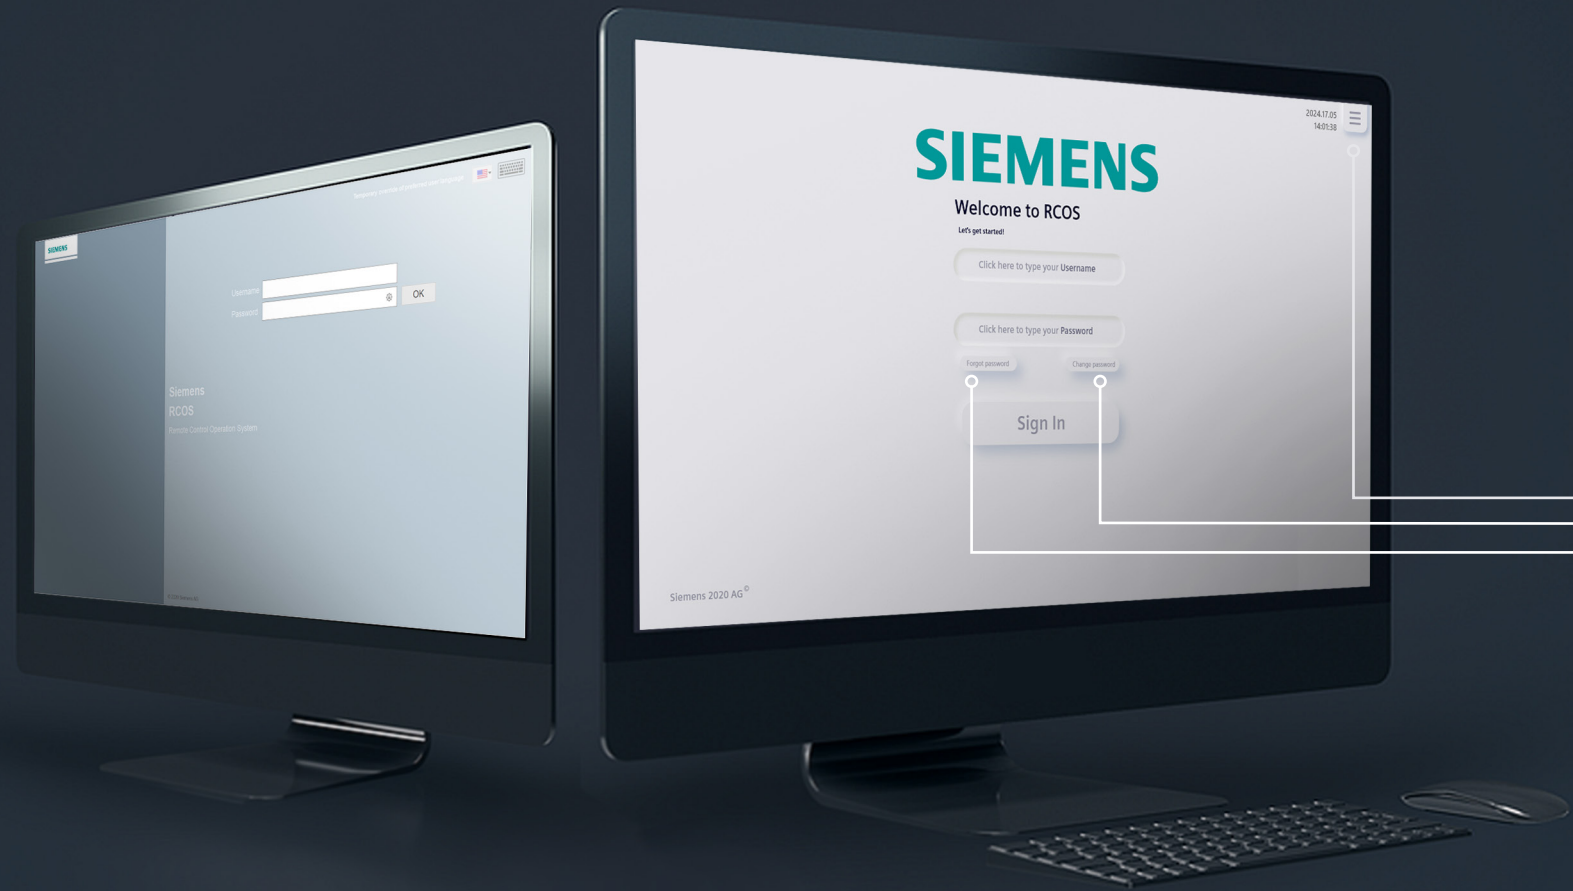 SIEMENS
Username
Password
OK
Siemens
RCOS
Remote Control Operation System
2024.17.05
14:01:38
SIEMENS
Welcome to RCOS
Let's get started!
Click here to type your Username
Click here to type your Password
Forgot password
Change password
Sign In
Siemens 2020 AG©